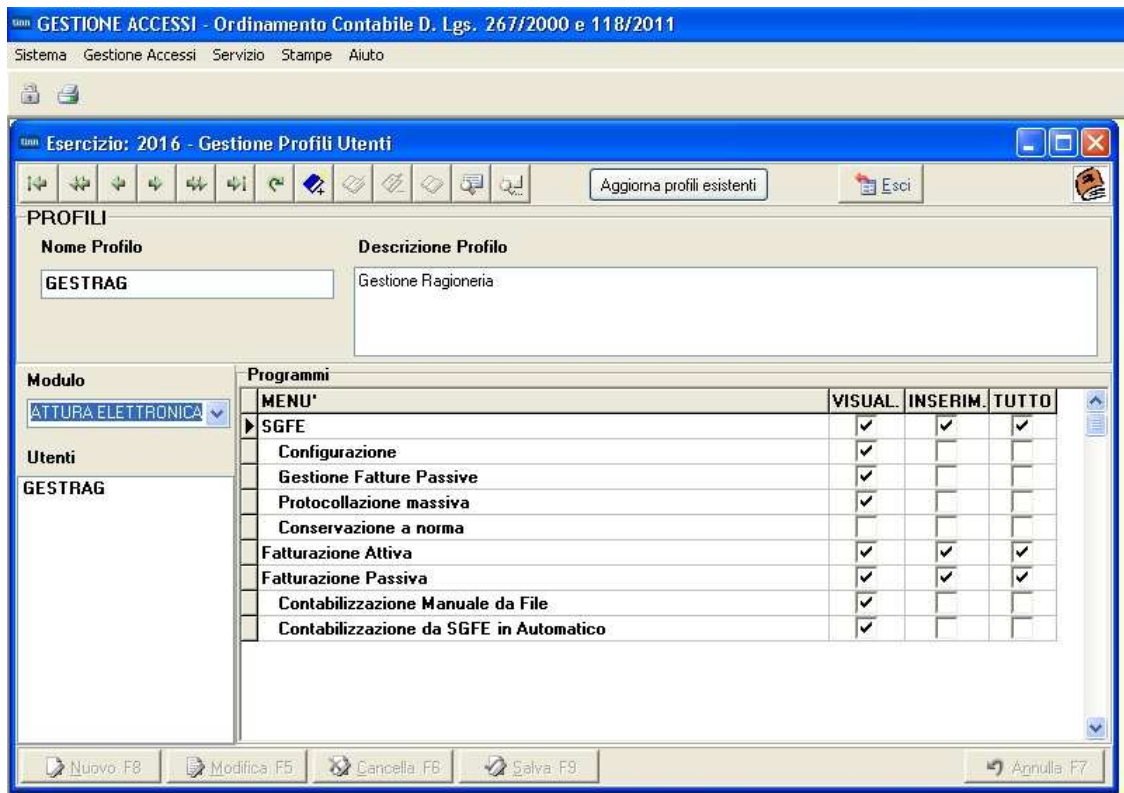 GESTIONE ACCESSI - Ordinamento Contabile D. Lgs. 267/2000 e 118/2011
Sistema Gestione Accessi Servizio Stampe Aiuto
Esercizio: 2016 - Gestione Profili Utenti
Aggiorna profili esistenti
Esci
PROFILI
Nome Profilo Descrizione Profilo
GESTRAG Gestione Ragioneria
Modulo
ATTURA ELETTRONICA
Utenti
GESTRAG
Programmi
MENU' VISUAL. INSERIM. TUTTO
SGFE
Configurazione
Gestione Fatture Passive
Protocollazione massiva
Conservazione a norma
Fatturazione Attiva
Fatturazione Passiva
Contabilizzazione Manuale da File
Contabilizzazione da SGFE in Automatico
Nuovo F8 Modifica F5 Cancella F6 Salva F9 Annulla F7